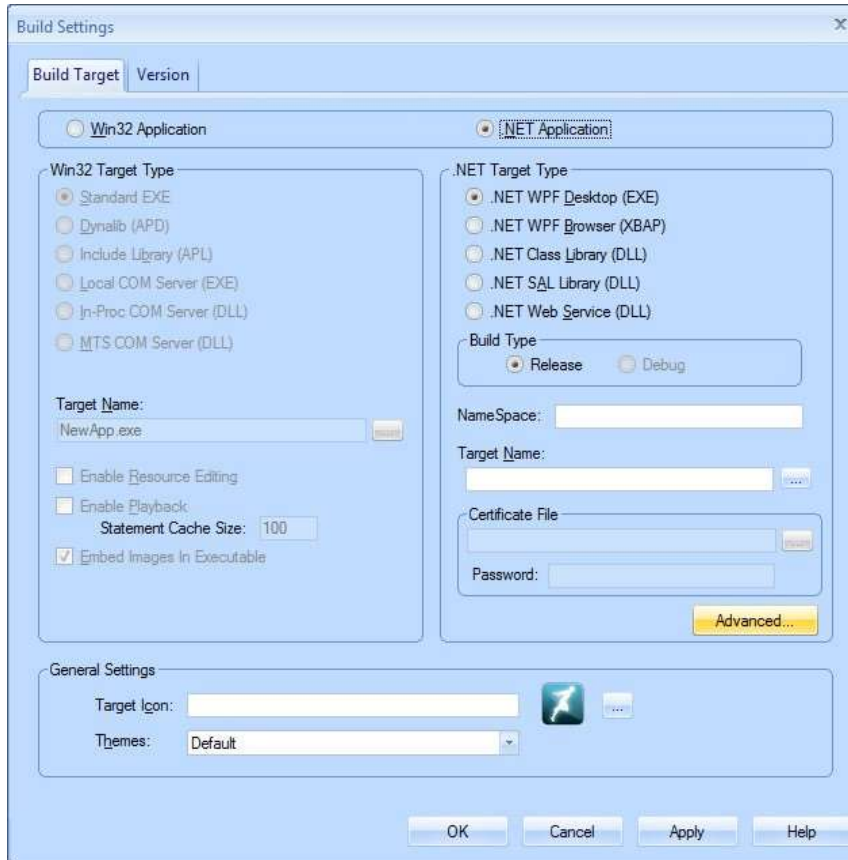 Build Settings
x
Build Target Version
Win32 Application .NET Application
Win32 Target Type
Standard EXE
Dynalib (APD)
Include Library (APL)
Local COM Server (EXE)
In-Proc COM Server (DLL)
MTS COM Server (DLL)
Target Name:
NewApp.exe
Enable Resource Editing
Enable Playback
Statement Cache Size: 100
Embed Images In Executable
.NET Target Type
.NET WPF Desktop (EXE)
.NET WPF Browser (XBAP)
.NET Class Library (DLL)
.NET SAL Library (DLL)
.NET Web Service (DLL)
Build Type
Release Debug
NameSpace:
Target Name:
...
Certificate File
Password:
Advanced...
General Settings
Target Icon:
...
Themes: Default
OK Cancel Apply Help